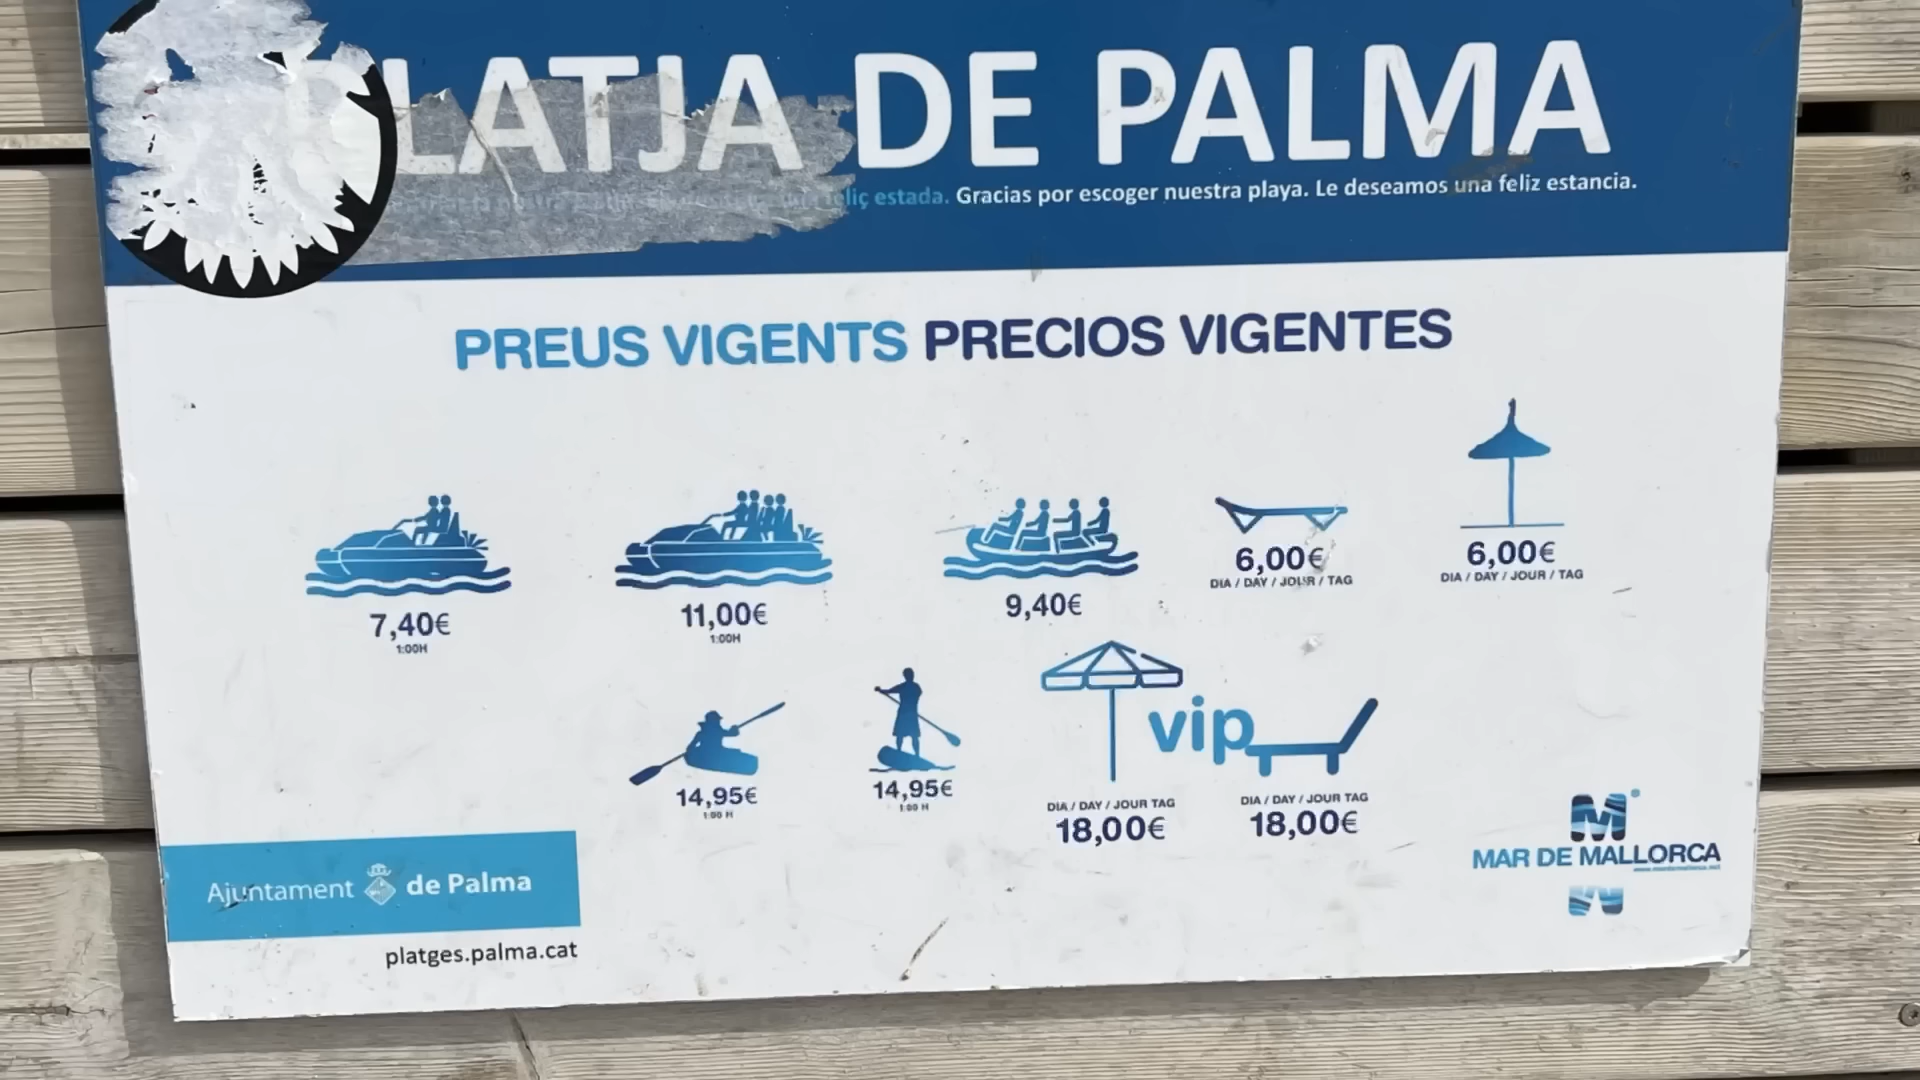 PLATJA DE PALMA
feliç estada. Gracias por escoger nuestra playa. Le deseamos una feliz estancia.
PREUS VIGENTS PRECIOS VIGENTES
7,40€
1:00H
11,00€
1:00H
9,40€
6,00€
DIA / DAY / JOUR / TAG
6,00€
DIA / DAY / JOUR / TAG
14,95€
1:00 H
14,95€
1:00 H
vip
DIA / DAY / JOUR TAG
18,00€
DIA / DAY / JOUR TAG
18,00€
M
MAR DE MALLORCA
Ajuntament de Palma
platges.palma.cat